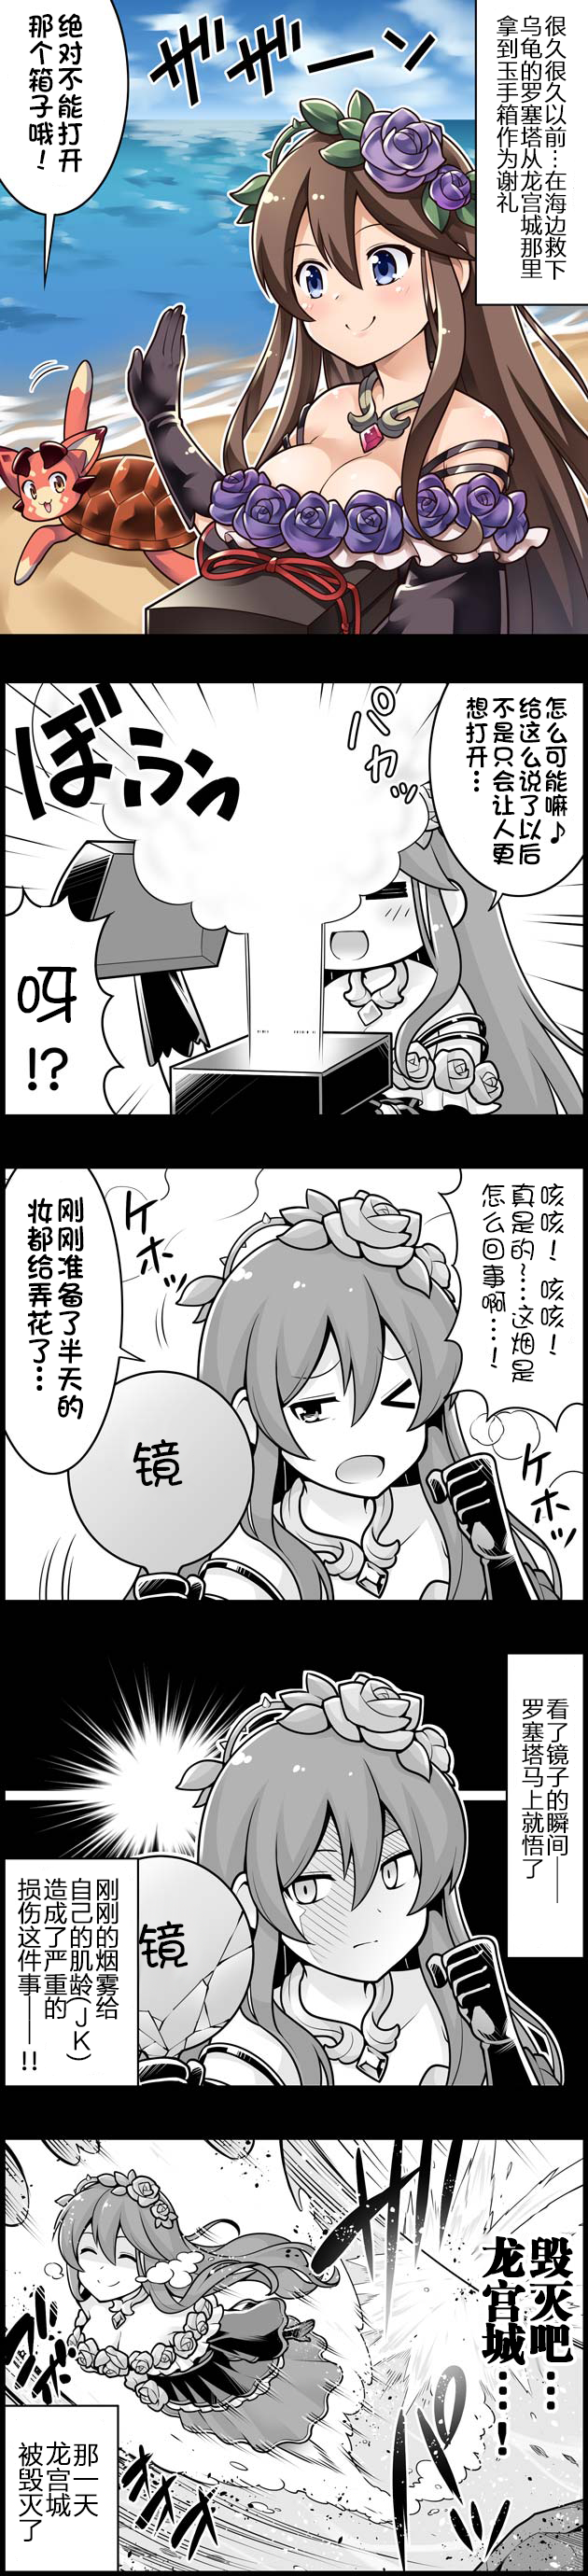 很久很久以前…在海边救下
乌龟的罗塞塔从龙宫城那里
拿到玉手箱作为谢礼
ザザーン
绝对不能打开
那个箱子哦！
怎么可能嘛♪
给这么说了以后
不是只会让人更
想打开…
パカッ
ぼふんっ
呀
!?
咳咳！咳咳！
真是的~……这烟是
怎么回事啊…！
ケホッ
ケホッ
刚刚准备了半天的
妆都给弄花了…
镜
看了镜子的瞬间——
罗塞塔马上就悟了
镜
刚刚的烟雾给
自己的肌龄(JK)
造成了严重的
损伤这件事——!!
毁灭吧…
龙宫城…！
那一天
龙宫城
被毁灭了